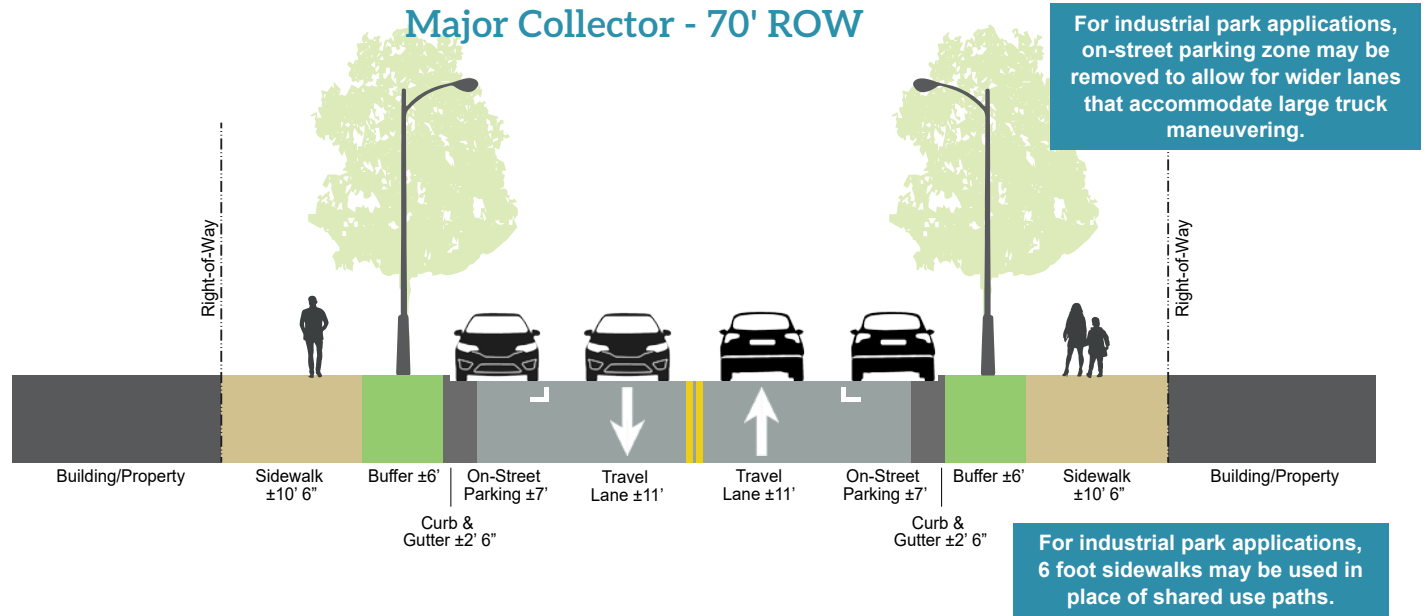 Major Collector - 70' ROW
For industrial park applications,
on-street parking zone may be
removed to allow for wider lanes
that accommodate large truck
maneuvering.
Right-of-Way
Right-of-Way
Building/Property
Sidewalk
±10’ 6”
Buffer ±6’
On-Street
Parking ±7’
Travel
Lane ±11’
Travel
Lane ±11’
On-Street
Parking ±7’
Buffer ±6’
Sidewalk
±10’ 6”
Building/Property
Curb &
Gutter ±2’ 6”
Curb &
Gutter ±2’ 6”
For industrial park applications,
6 foot sidewalks may be used in
place of shared use paths.